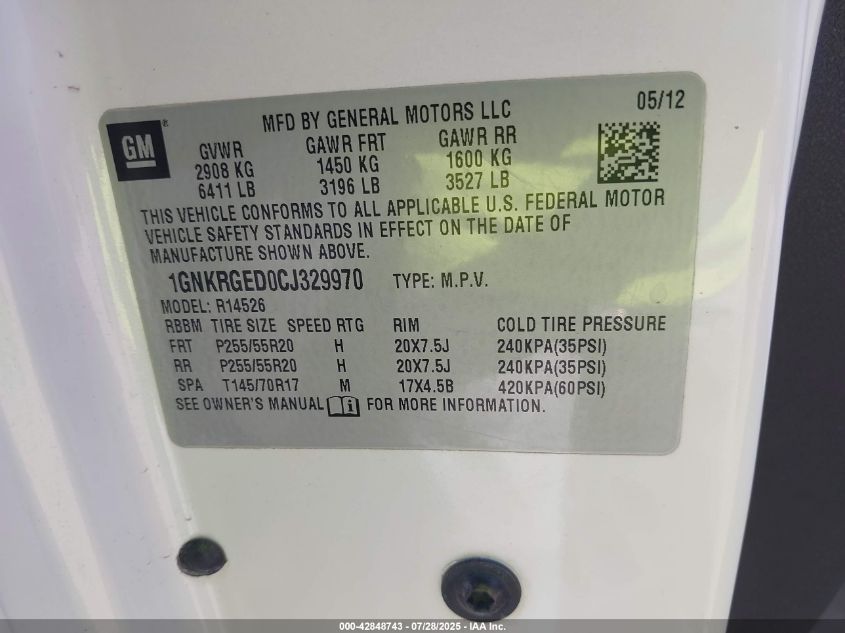 MFD BY GENERAL MOTORS LLC 05/12
GM ®
GVWR GAWR FRT GAWR RR
2908 KG 1450 KG 1600 KG
6411 LB 3196 LB 3527 LB
THIS VEHICLE CONFORMS TO ALL APPLICABLE U.S. FEDERAL MOTOR
VEHICLE SAFETY STANDARDS IN EFFECT ON THE DATE OF
MANUFACTURE SHOWN ABOVE.
1GNKRGED0CJ329970 TYPE: M.P.V.
MODEL: R14526
RBBM TIRE SIZE SPEED RTG RIM COLD TIRE PRESSURE
FRT P255/55R20 H 20X7.5J 240KPA(35PSI)
RR P255/55R20 H 20X7.5J 240KPA(35PSI)
SPA T145/70R17 M 17X4.5B 420KPA(60PSI)
SEE OWNER'S MANUAL FOR MORE INFORMATION.
000-42848743 / 07/28/2025 - IAA Inc.